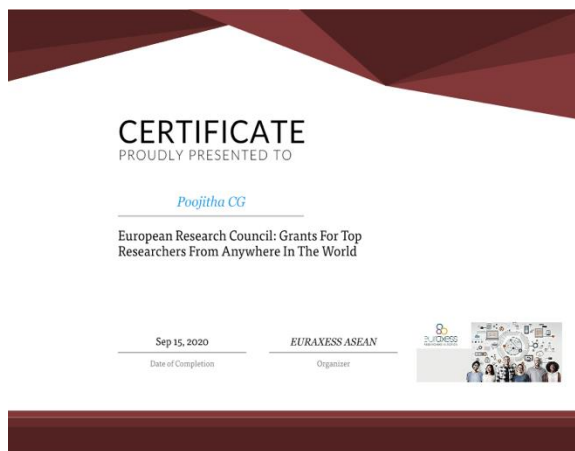 CERTIFICATE
PROUDLY PRESENTED TO
Poojitha CG
European Research Council: Grants For Top
Researchers From Anywhere In The World
Sep 15, 2020
EURAXESS ASEAN
Date of Completion
Organizer
euraxess